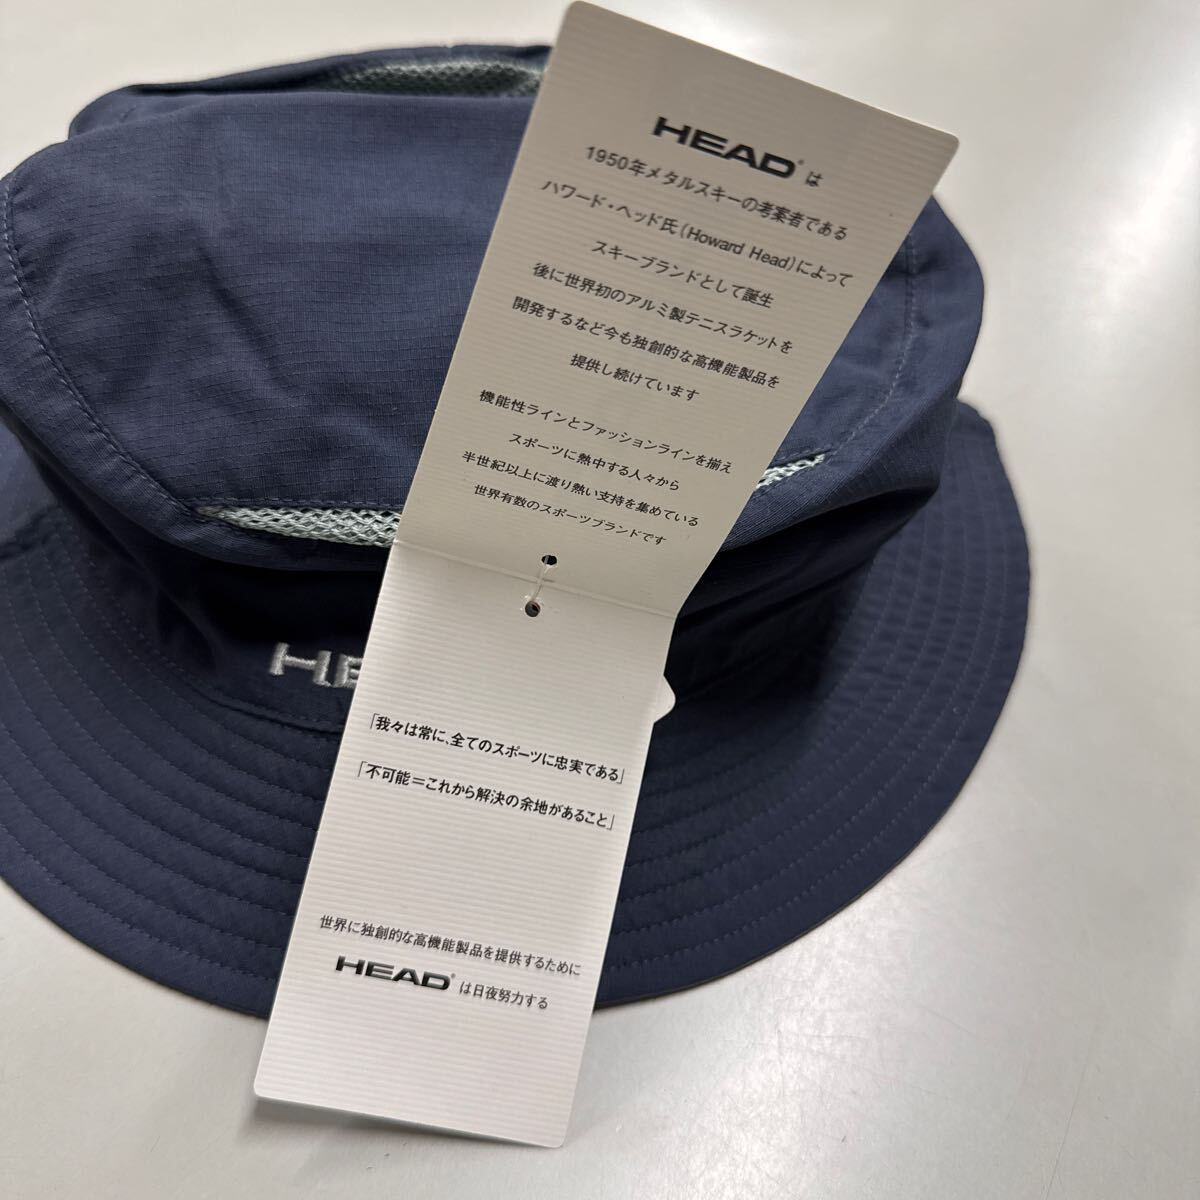 HEAD®は
1950年メタルスキーの考案者である
ハワード・ヘッド氏(Howard Head)によって
スキーブランドとして誕生
後に世界初のアルミ製テニスラケットを
開発するなど今も独創的な高機能製品を
提供し続けています
機能性ラインとファッションラインを揃え
スポーツに熱中する人々から
半世紀以上に渡り熱い支持を集めている
世界有数のスポーツブランドです
HE
「我々は常に、全てのスポーツに忠実である」
「不可能＝これから解決の余地があること」
世界に独創的な高機能製品を提供するために
HEAD®は日夜努力する